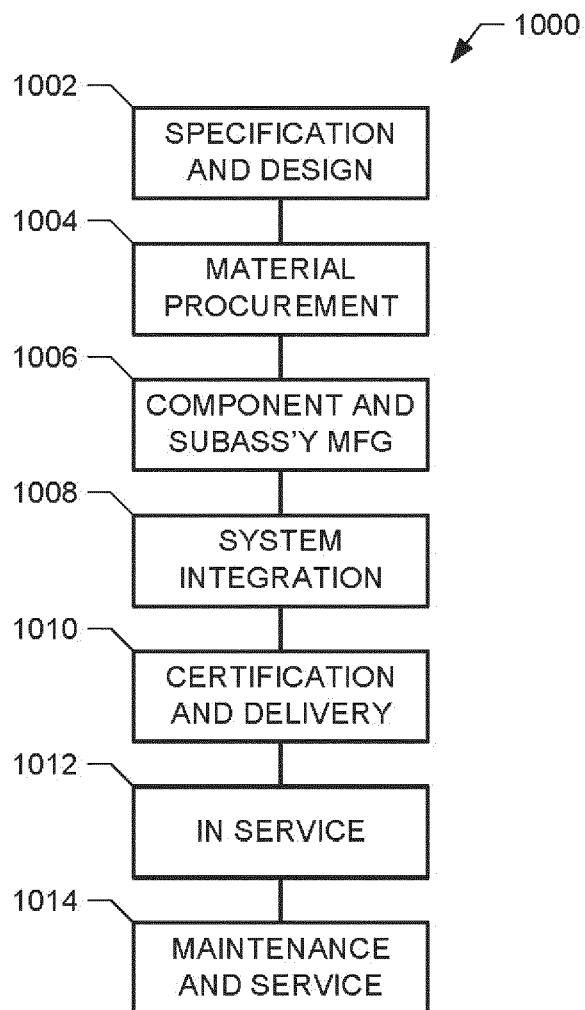 1000
1002
SPECIFICATION
AND DESIGN
1004
MATERIAL
PROCUREMENT
1006
COMPONENT AND
SUBASS'Y MFG
1008
SYSTEM
INTEGRATION
1010
CERTIFICATION
AND DELIVERY
1012
IN SERVICE
1014
MAINTENANCE
AND SERVICE